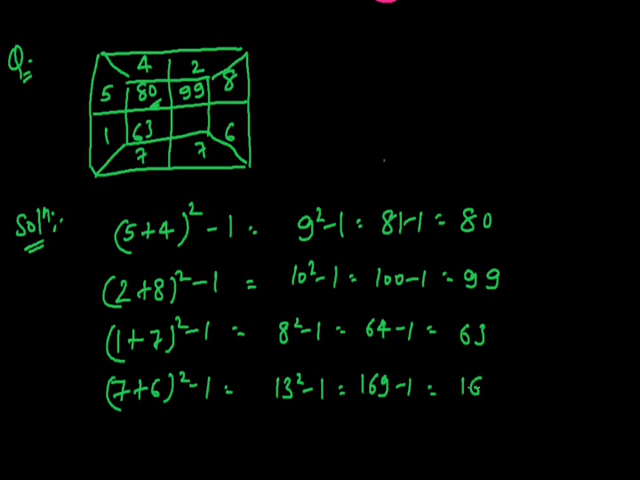 Q:
4 2
5 80 99 8
1 63 6
7 7
Solⁿ:
(5+4)²-1 = 9²-1 = 81-1 = 80
(2+8)²-1 = 10²-1 = 100-1 = 99
(1+7)²-1 = 8²-1 = 64-1 = 63
(7+6)²-1 = 13²-1 = 169-1 = 16